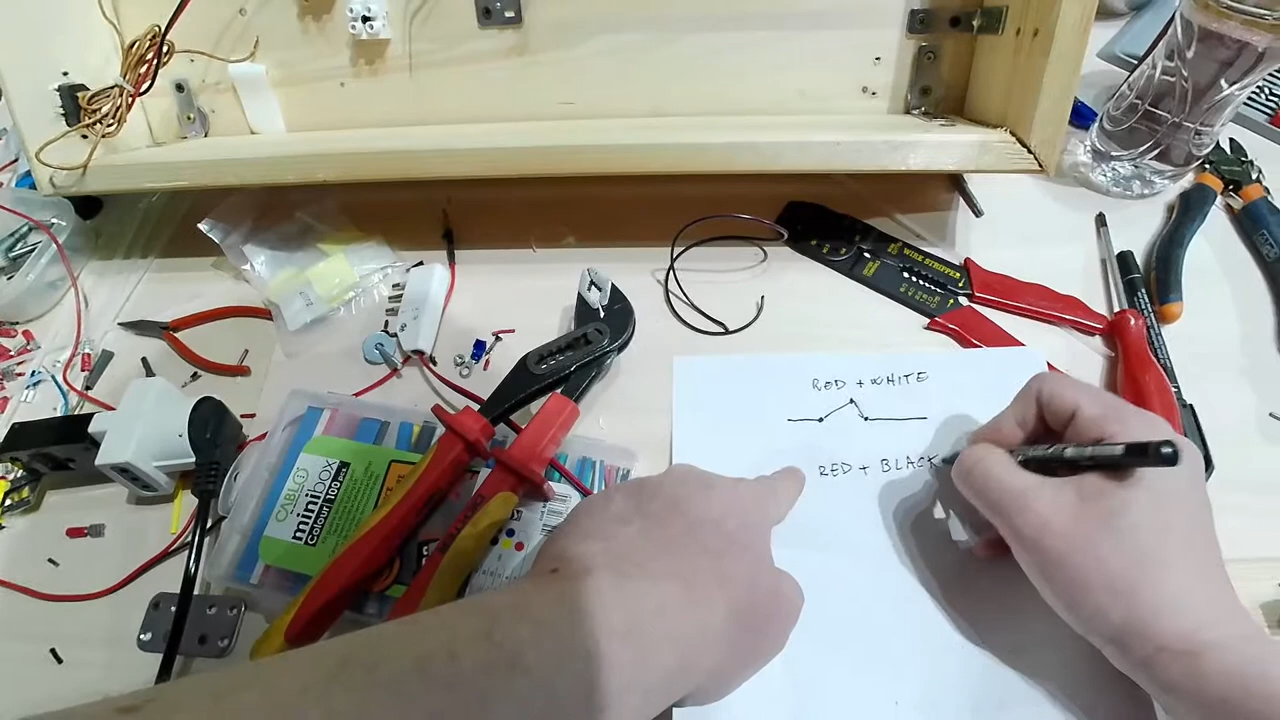 WIRE STRIPPER
RED + WHITE
RED + BLACK
CABLO
minibox
COLOUR/100 pcs